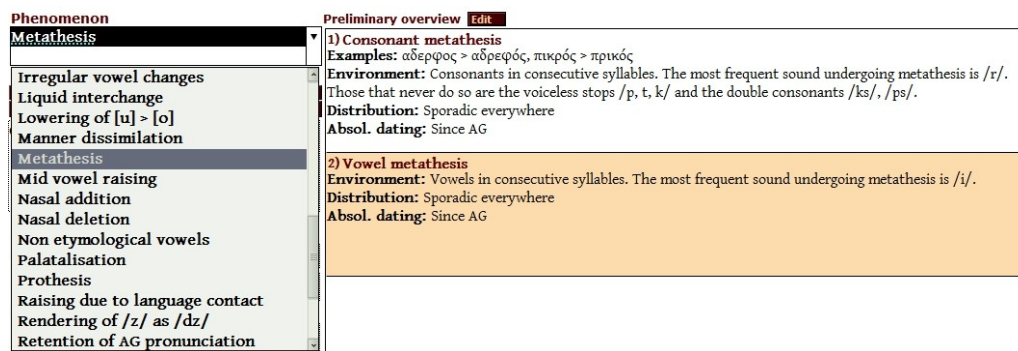 Phenomenon
Metathesis
Irregular vowel changes
Liquid interchange
Lowering of [u] > [o]
Manner dissimilation
Metathesis
Mid vowel raising
Nasal addition
Nasal deletion
Non etymological vowels
Palatalisation
Prothesis
Raising due to language contact
Rendering of /z/ as /dz/
Retention of AG pronunciation
Preliminary overview Edit
1) Consonant metathesis
Examples: αδερφος > αδρεφός, πικρός > πρικός
Environment: Consonants in consecutive syllables. The most frequent sound undergoing metathesis is /r/.
Those that never do so are the voiceless stops /p, t, k/ and the double consonants /ks/, /ps/.
Distribution: Sporadic everywhere
Absol. dating: Since AG
2) Vowel metathesis
Environment: Vowels in consecutive syllables. The most frequent sound undergoing metathesis is /i/.
Distribution: Sporadic everywhere
Absol. dating: Since AG